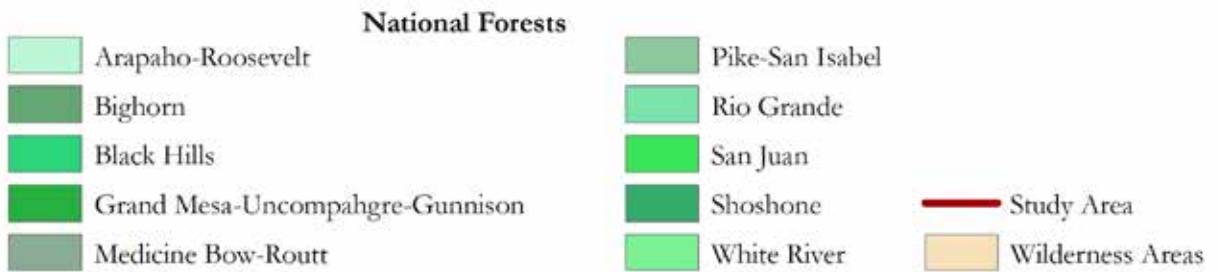 National Forests
Arapaho-Roosevelt
Bighorn
Black Hills
Grand Mesa-Uncompahgre-Gunnison
Medicine Bow-Routt
Pike-San Isabel
Rio Grande
San Juan
Shoshone
White River
Study Area
Wilderness Areas